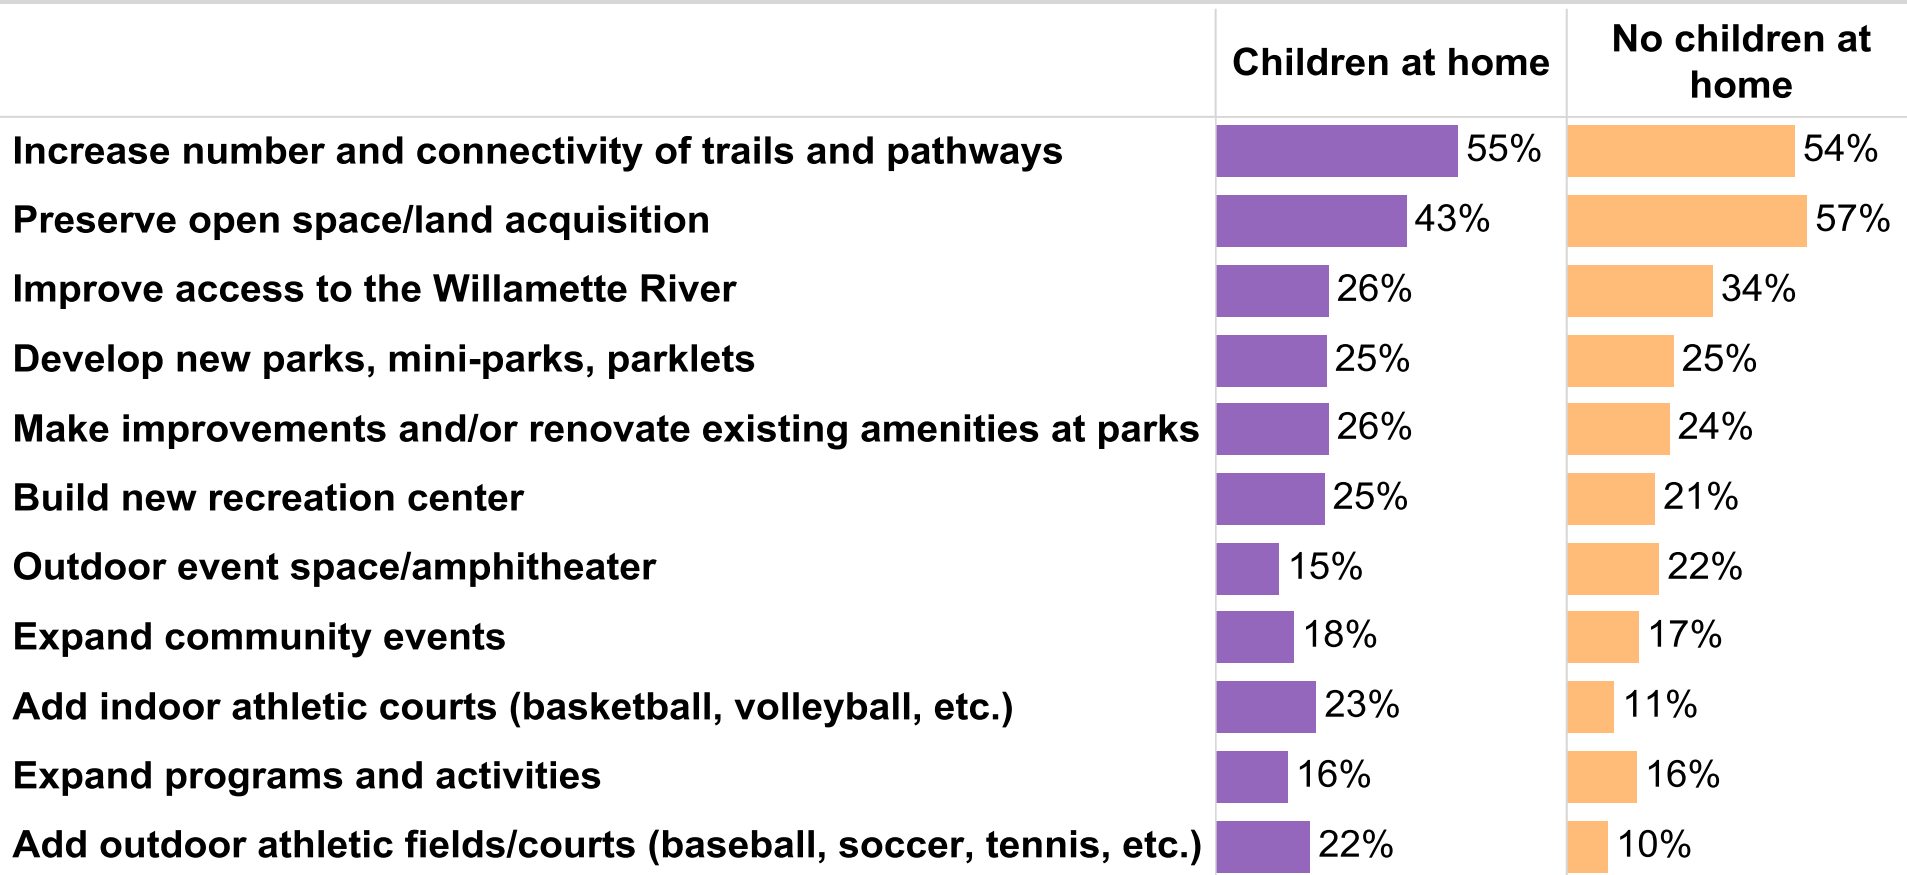 Children at home
No children at
home
Increase number and connectivity of trails and pathways 55% 54%
Preserve open space/land acquisition 43% 57%
Improve access to the Willamette River 26% 34%
Develop new parks, mini-parks, parklets 25% 25%
Make improvements and/or renovate existing amenities at parks 26% 24%
Build new recreation center 25% 21%
Outdoor event space/amphitheater 15% 22%
Expand community events 18% 17%
Add indoor athletic courts (basketball, volleyball, etc.) 23% 11%
Expand programs and activities 16% 16%
Add outdoor athletic fields/courts (baseball, soccer, tennis, etc.) 22% 10%